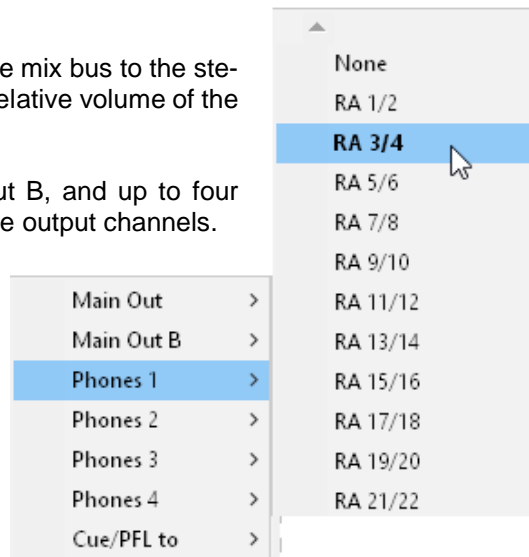 e mix bus to the ste-
elative volume of the
ut B, and up to four
e output channels.
Main Out >
Main Out B >
Phones 1 >
Phones 2 >
Phones 3 >
Phones 4 >
Cue/PFL to >
None
RA 1/2
RA 3/4
RA 5/6
RA 7/8
RA 9/10
RA 11/12
RA 13/14
RA 15/16
RA 17/18
RA 19/20
RA 21/22